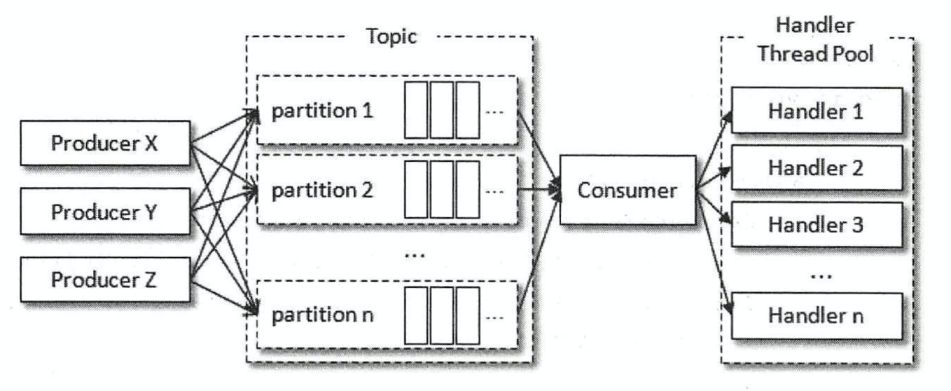 Topic
Handler
Thread Pool
Producer X
Producer Y
Producer Z
partition 1
...
partition 2
...
...
partition n
...
Consumer
Handler 1
Handler 2
Handler 3
...
Handler n